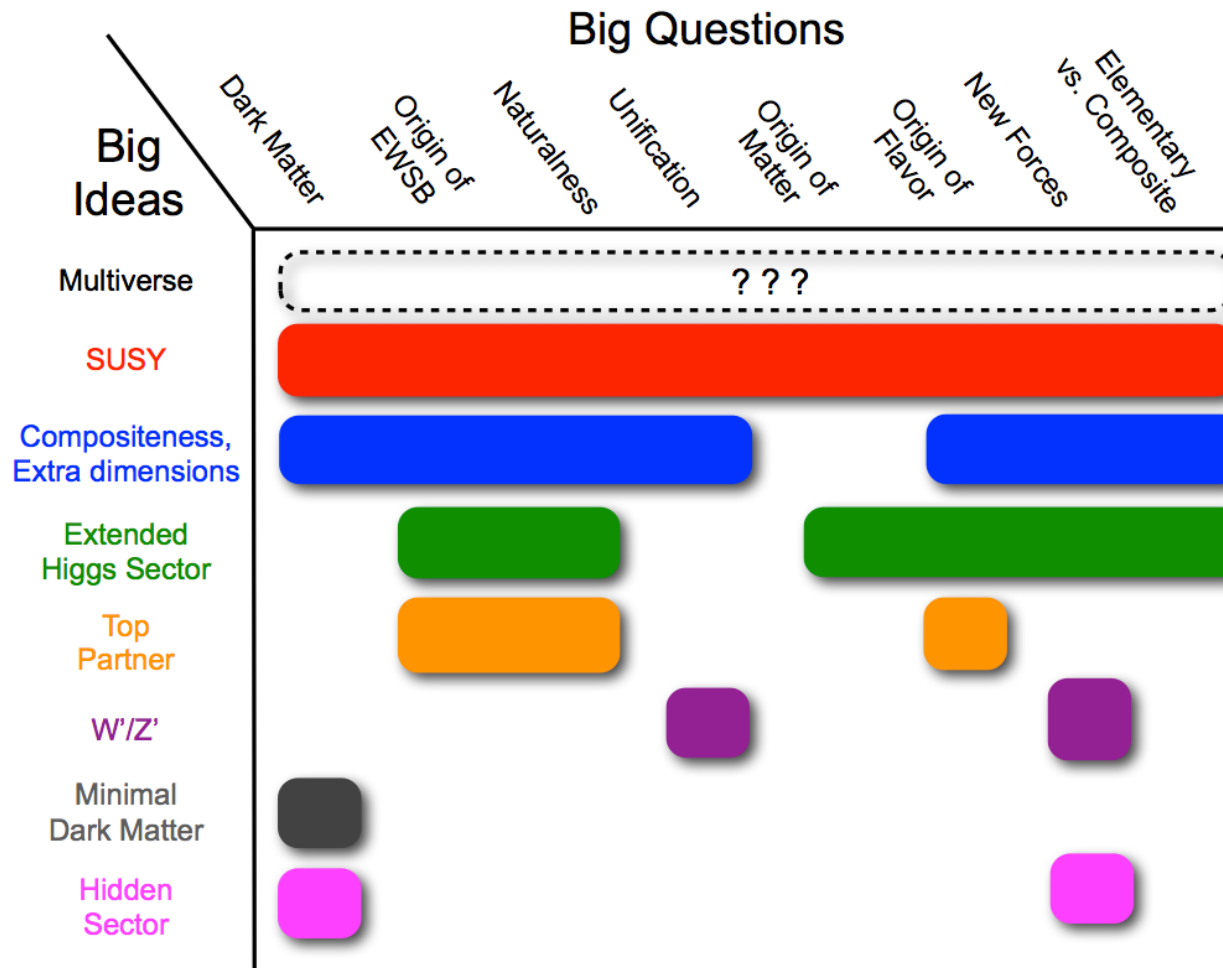 Big Questions
Big
Ideas
Dark Matter
Origin of
EWSB
Naturalness
Unification
Origin of
Matter
Origin of
Flavor
New Forces
Elementary
vs. Composite
Multiverse
? ? ?
SUSY
Compositeness,
Extra dimensions
Extended
Higgs Sector
Top
Partner
W’/Z’
Minimal
Dark Matter
Hidden
Sector